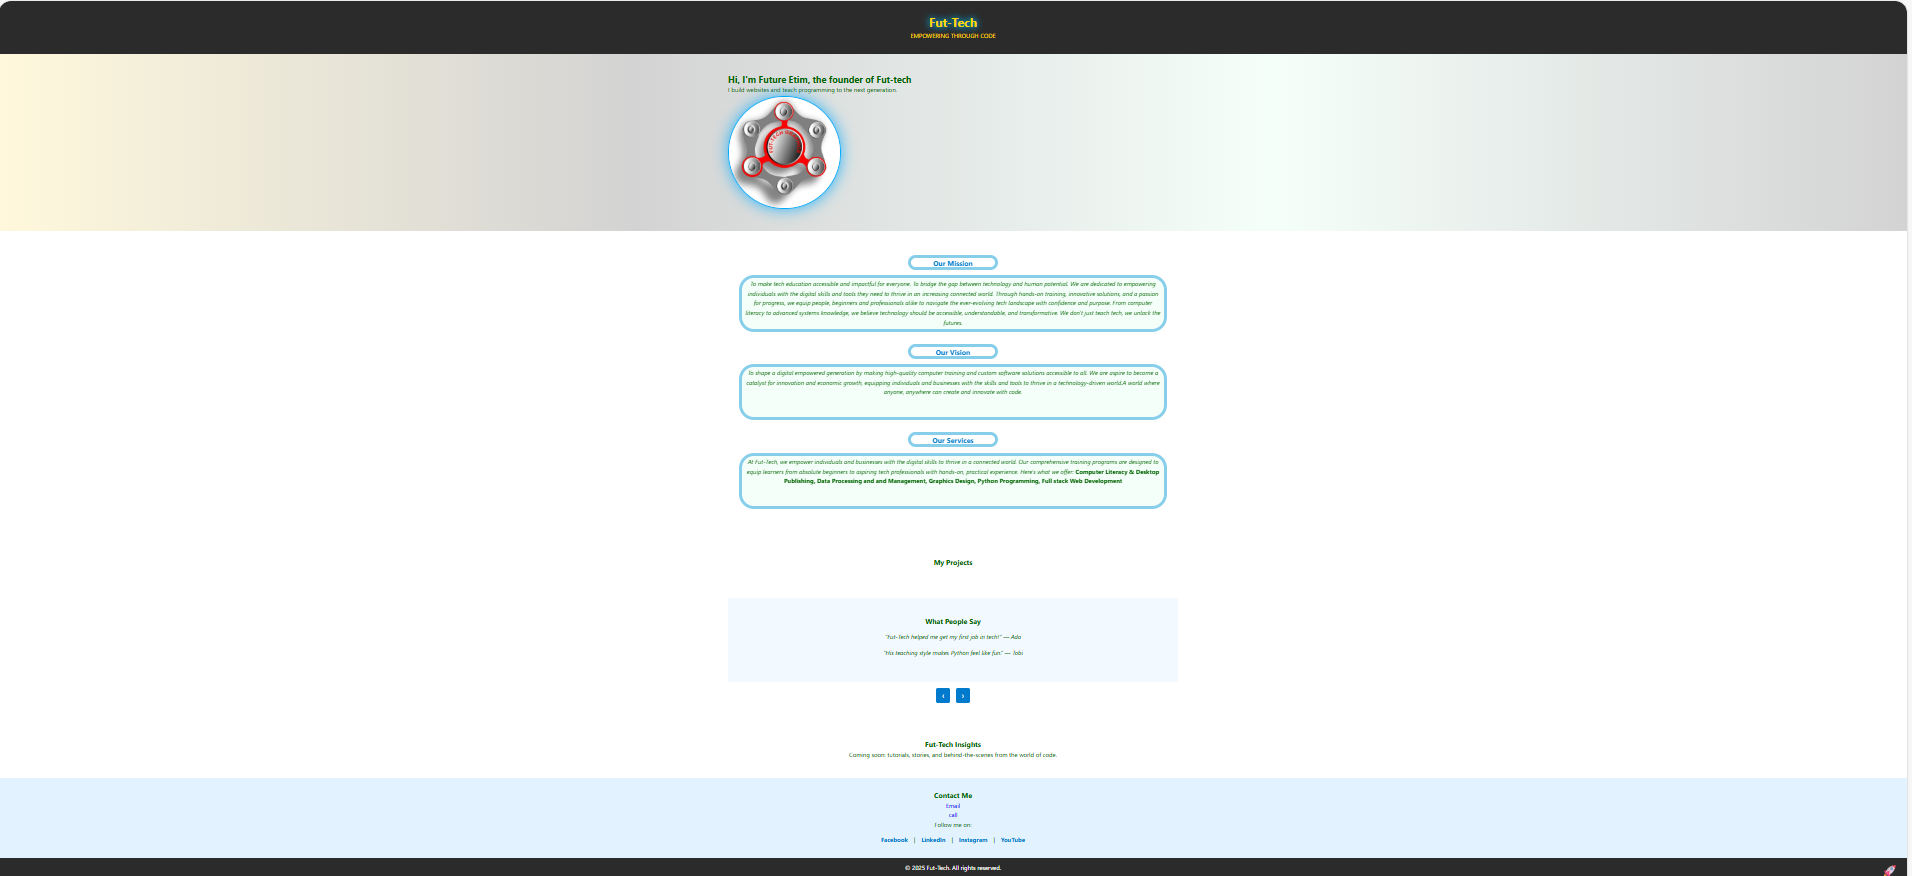 Fut-Tech
EMPOWERING THROUGH CODE
Hi, I'm Future Etim, the founder of Fut-tech
I build websites and teach programming to the next generation.
FUT-TECH
Our Mission
To make tech education accessible and impactful for everyone. To bridge the gap between technology and human potential. We are dedicated to empowering
individuals with the digital skills and tools they need to thrive in an increasing connected world. Through hands-on training, innovative solutions, and a passion
for progress, we equip people, beginners and professionals alike to navigate the ever-evolving tech landscape with confidence and purpose. From computer
literacy to advanced systems knowledge, we believe technology should be accessible, understandable, and transformative. We don't just teach tech, we unlock the
futures.
Our Vision
To shape a digital empowered generation by making high-quality computer training and custom software solutions accessible to all. We are aspire to become a
catalyst for innovation and economic growth, equipping individuals and businesses with the skills and tools to thrive in a technology-driven world.A world where
anyone, anywhere can create and innovate with code.
Our Services
At Fut-Tech, we empower individuals and businesses with the digital skills to thrive in a connected world. Our comprehensive training programs are designed to
equip learners from absolute beginners to aspiring tech professionals with hands-on, practical experience. Here's what we offer: Computer Literacy & Desktop
Publishing, Data Processing and and Management, Graphics Design, Python Programming, Full stack Web Development
My Projects
What People Say
"Fut-Tech helped me get my first job in tech!" — Ada
"His teaching style makes Python feel like fun." — Tobi
‹ ›
Fut-Tech Insights
Coming soon: tutorials, stories, and behind-the-scenes from the world of code.
Contact Me
Email
cell
Follow me on:
Facebook | LinkedIn | Instagram | YouTube
© 2025 Fut-Tech. All rights reserved.